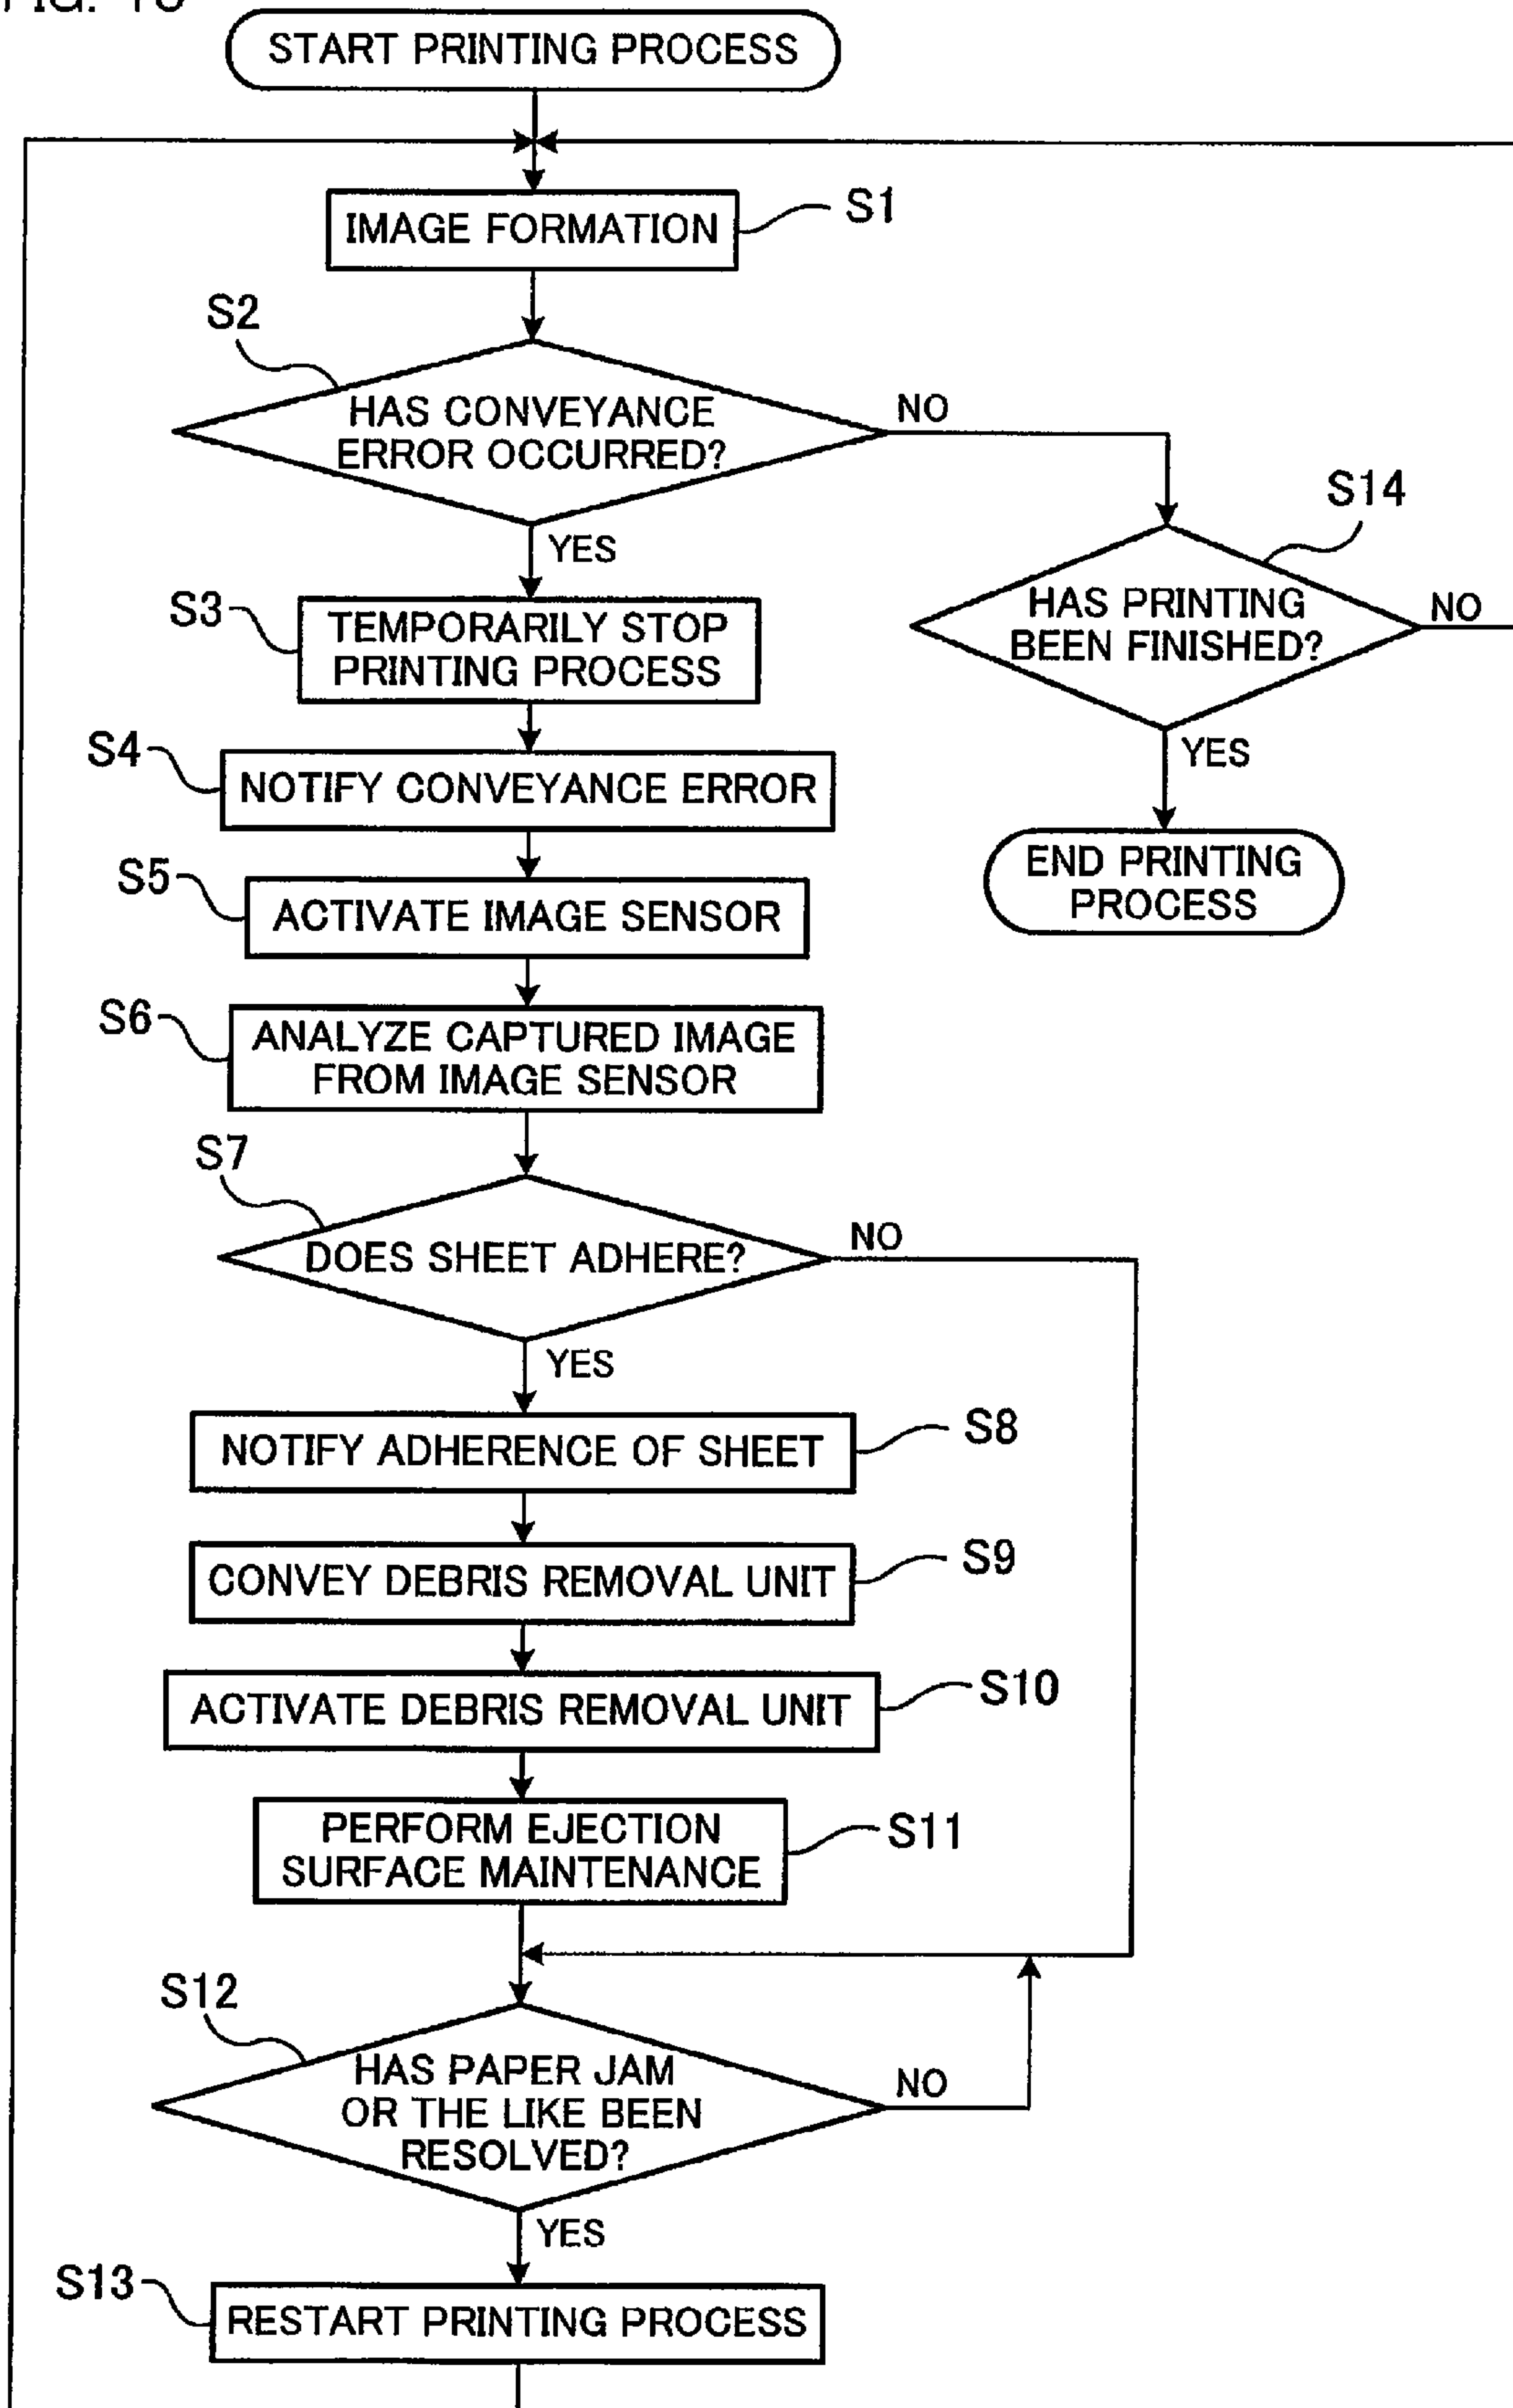 START PRINTING PROCESS
IMAGE FORMATION
S1
S2
HAS CONVEYANCE
ERROR OCCURRED?
NO
YES
S14
HAS PRINTING
BEEN FINISHED?
NO
YES
END PRINTING
PROCESS
S3
TEMPORARILY STOP
PRINTING PROCESS
S4
NOTIFY CONVEYANCE ERROR
S5
ACTIVATE IMAGE SENSOR
S6
ANALYZE CAPTURED IMAGE
FROM IMAGE SENSOR
S7
DOES SHEET ADHERE?
NO
YES
NOTIFY ADHERENCE OF SHEET
S8
CONVEY DEBRIS REMOVAL UNIT
S9
ACTIVATE DEBRIS REMOVAL UNIT
S10
PERFORM EJECTION
SURFACE MAINTENANCE
S11
S12
HAS PAPER JAM
OR THE LIKE BEEN
RESOLVED?
NO
YES
S13
RESTART PRINTING PROCESS